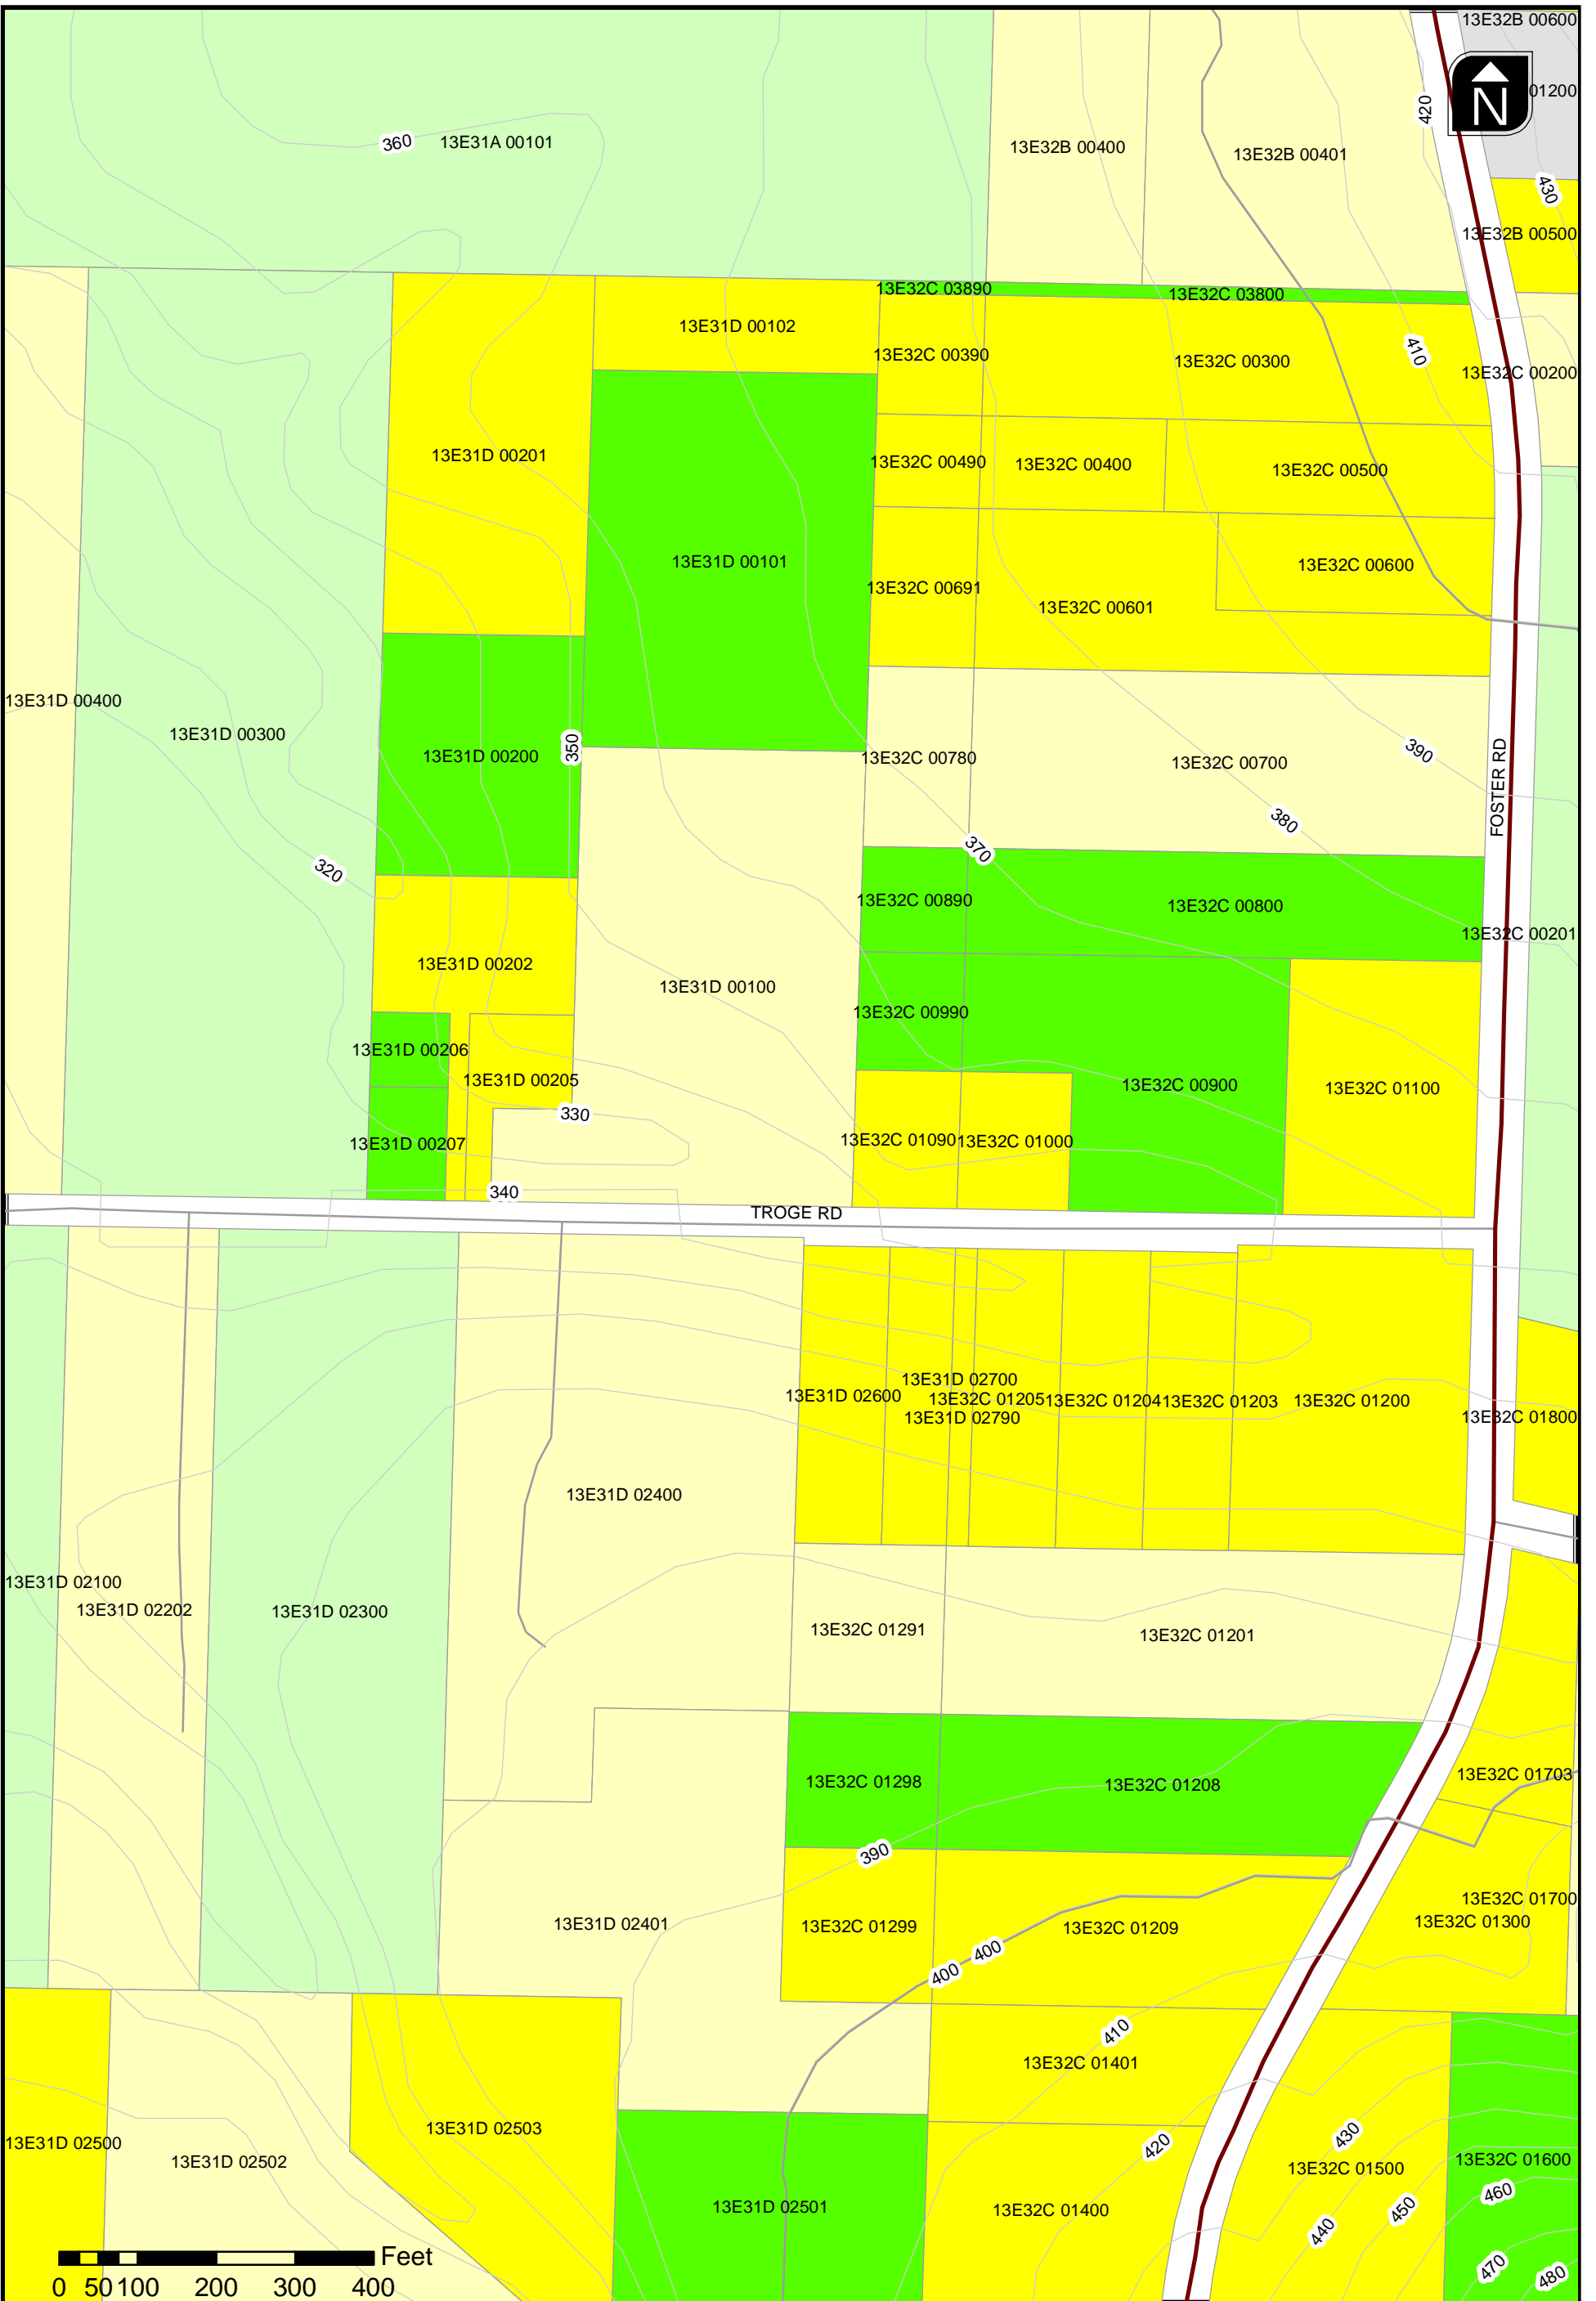 13E32B 00600
N
01200
420
360
13E31A 00101
13E32B 00400
13E32B 00401
430
13E32B 00500
13E32C 03890
13E32C 03800
13E31D 00102
13E32C 00390
13E32C 00300
410
13E32C 00200
13E31D 00201
13E32C 00490
13E32C 00400
13E32C 00500
13E31D 00101
13E32C 00691
13E32C 00601
13E32C 00600
13E31D 00400
13E31D 00300
13E31D 00200
350
13E32C 00780
13E32C 00700
390
FOSTER RD
380
370
320
13E32C 00890
13E32C 00800
13E32C 00201
13E31D 00202
13E31D 00100
13E32C 00990
13E31D 00206
13E31D 00205
13E32C 00900
13E32C 01100
330
13E31D 00207
13E32C 01090
13E32C 01000
340
TROGE RD
13E31D 02700
13E31D 02600
13E32C 01205
13E32C 01204
13E32C 01203
13E32C 01200
13E31D 02790
13E32C 01800
13E31D 02400
13E31D 02100
13E31D 02202
13E31D 02300
13E32C 01291
13E32C 01201
13E32C 01298
13E32C 01208
13E32C 01703
390
13E31D 02401
13E32C 01299
13E32C 01209
13E32C 01700
13E32C 01300
400
400
410
13E32C 01401
13E31D 02503
13E31D 02500
13E31D 02502
420
430
13E32C 01500
13E32C 01600
13E31D 02501
13E32C 01400
460
450
440
470
480
Feet
0 50 100 200 300 400